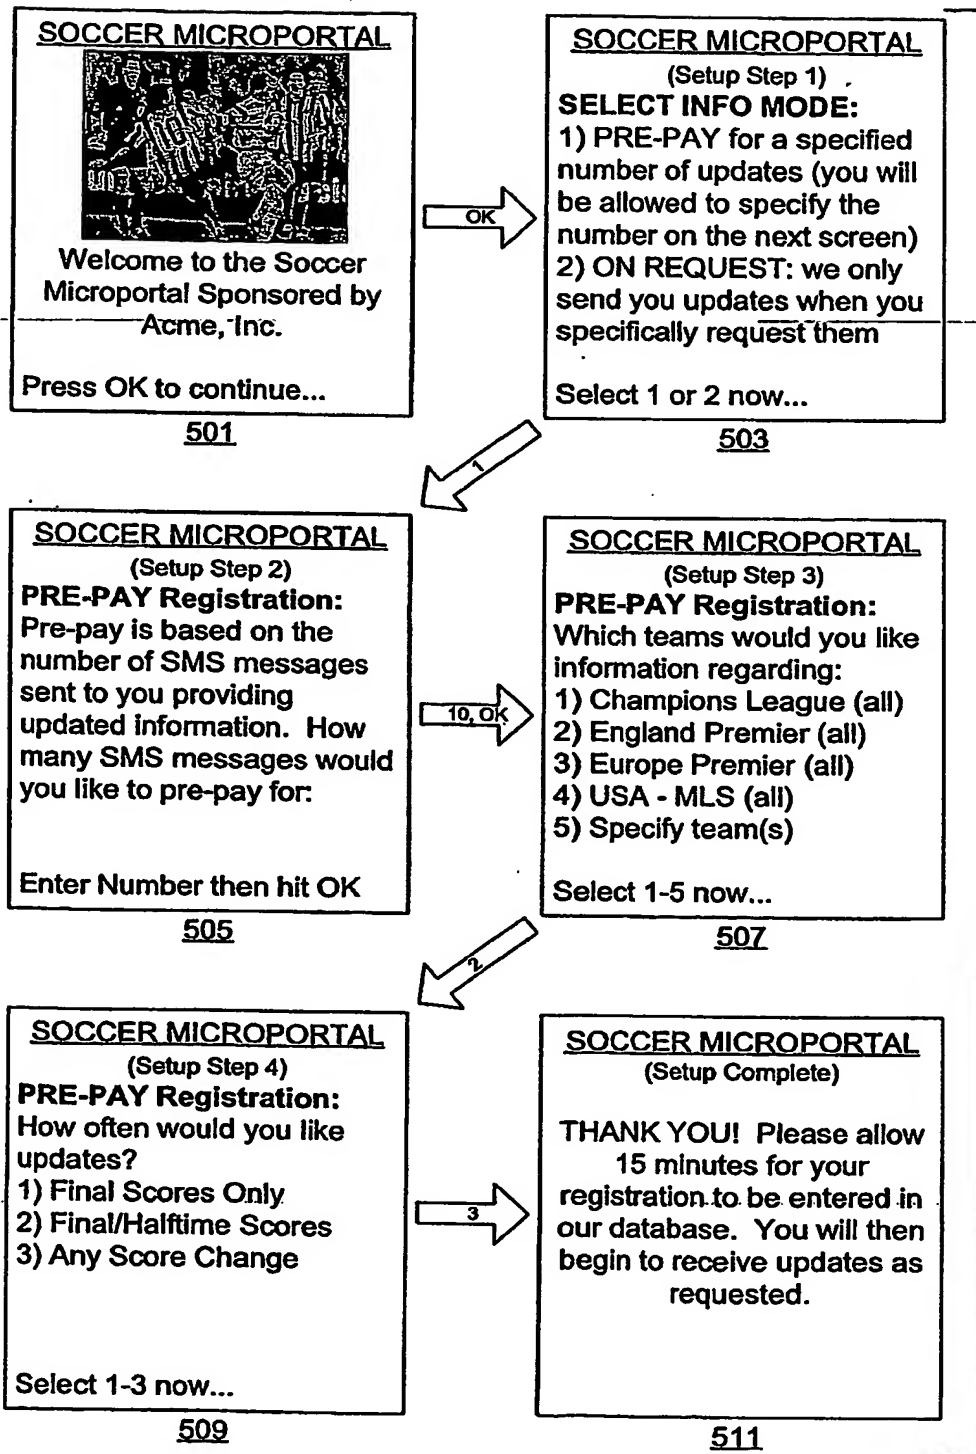 SOCCER MICROPORTAL
Welcome to the Soccer
Microportal Sponsored by
Acme, Inc.
Press OK to continue...
501
OK
SOCCER MICROPORTAL
(Setup Step 1)
SELECT INFO MODE:
1) PRE-PAY for a specified
number of updates (you will
be allowed to specify the
number on the next screen)
2) ON REQUEST: we only
send you updates when you
specifically request them
Select 1 or 2 now...
503
1
SOCCER MICROPORTAL
(Setup Step 2)
PRE-PAY Registration:
Pre-pay is based on the
number of SMS messages
sent to you providing
updated information. How
many SMS messages would
you like to pre-pay for:
Enter Number then hit OK
505
10, OK
SOCCER MICROPORTAL
(Setup Step 3)
PRE-PAY Registration:
Which teams would you like
information regarding:
1) Champions League (all)
2) England Premier (all)
3) Europe Premier (all)
4) USA - MLS (all)
5) Specify team(s)
Select 1-5 now...
507
2
SOCCER MICROPORTAL
(Setup Step 4)
PRE-PAY Registration:
How often would you like
updates?
1) Final Scores Only
2) Final/Halftime Scores
3) Any Score Change
Select 1-3 now...
509
3
SOCCER MICROPORTAL
(Setup Complete)
THANK YOU! Please allow
15 minutes for your
registration to be entered in
our database. You will then
begin to receive updates as
requested.
511